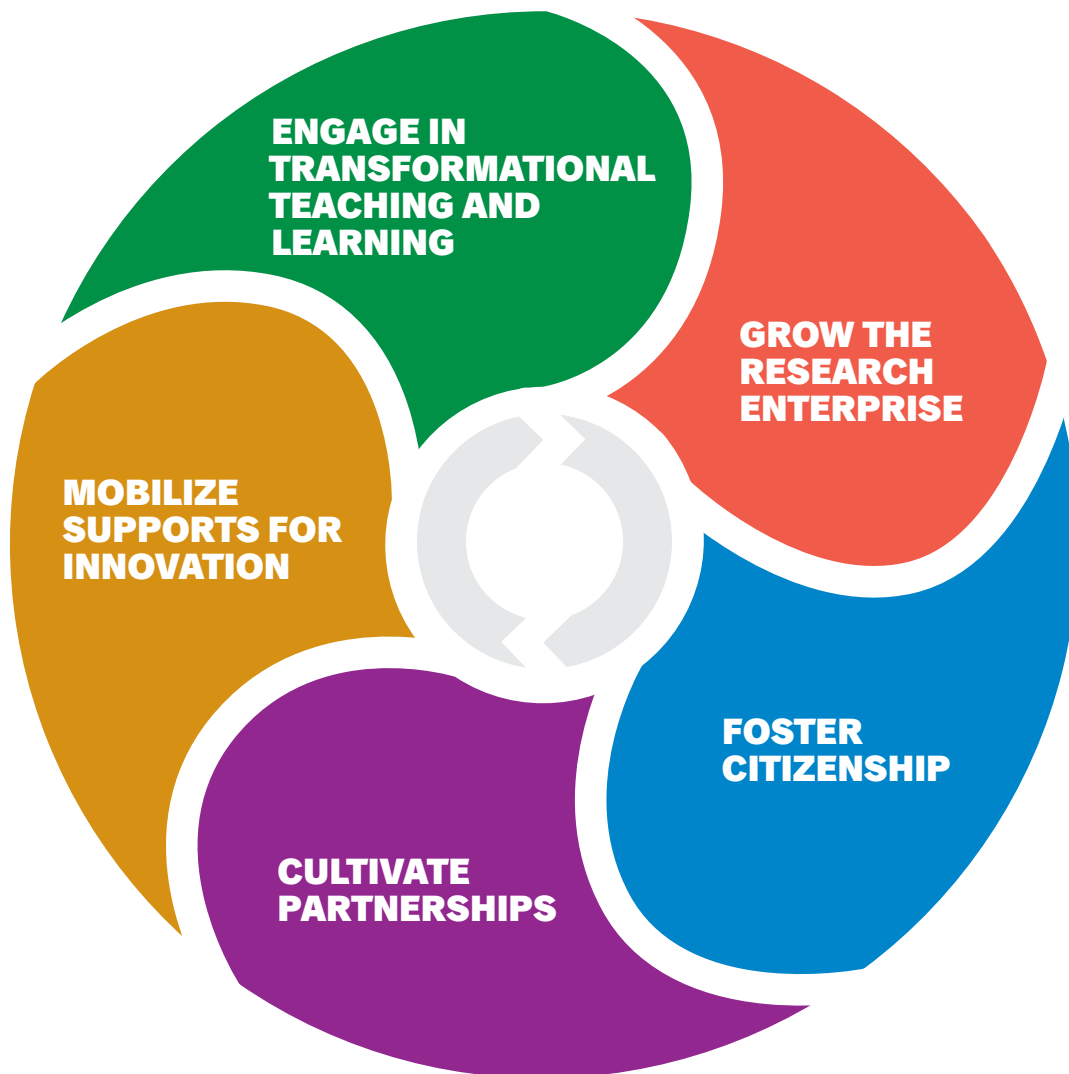 ENGAGE IN
TRANSFORMATIONAL
TEACHING AND
LEARNING
GROW THE
RESEARCH
ENTERPRISE
MOBILIZE
SUPPORTS FOR
INNOVATION
FOSTER
CITIZENSHIP
CULTIVATE
PARTNERSHIPS